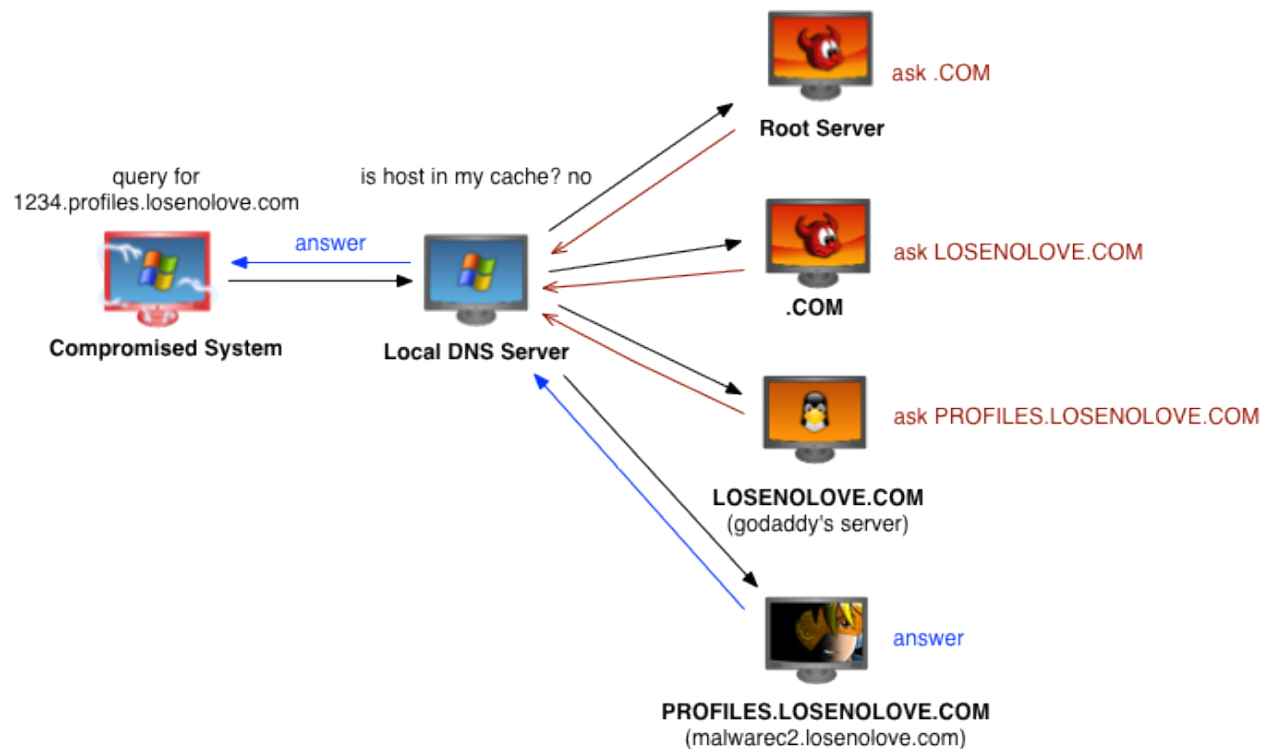 ask .COM
Root Server
query for
1234.profiles.losenolove.com
is host in my cache? no
answer
ask LOSENOLOVE.COM
.COM
Compromised System
Local DNS Server
ask PROFILES.LOSENOLOVE.COM
LOSENOLOVE.COM
(godaddy's server)
answer
PROFILES.LOSENOLOVE.COM
(malwarec2.losenolove.com)